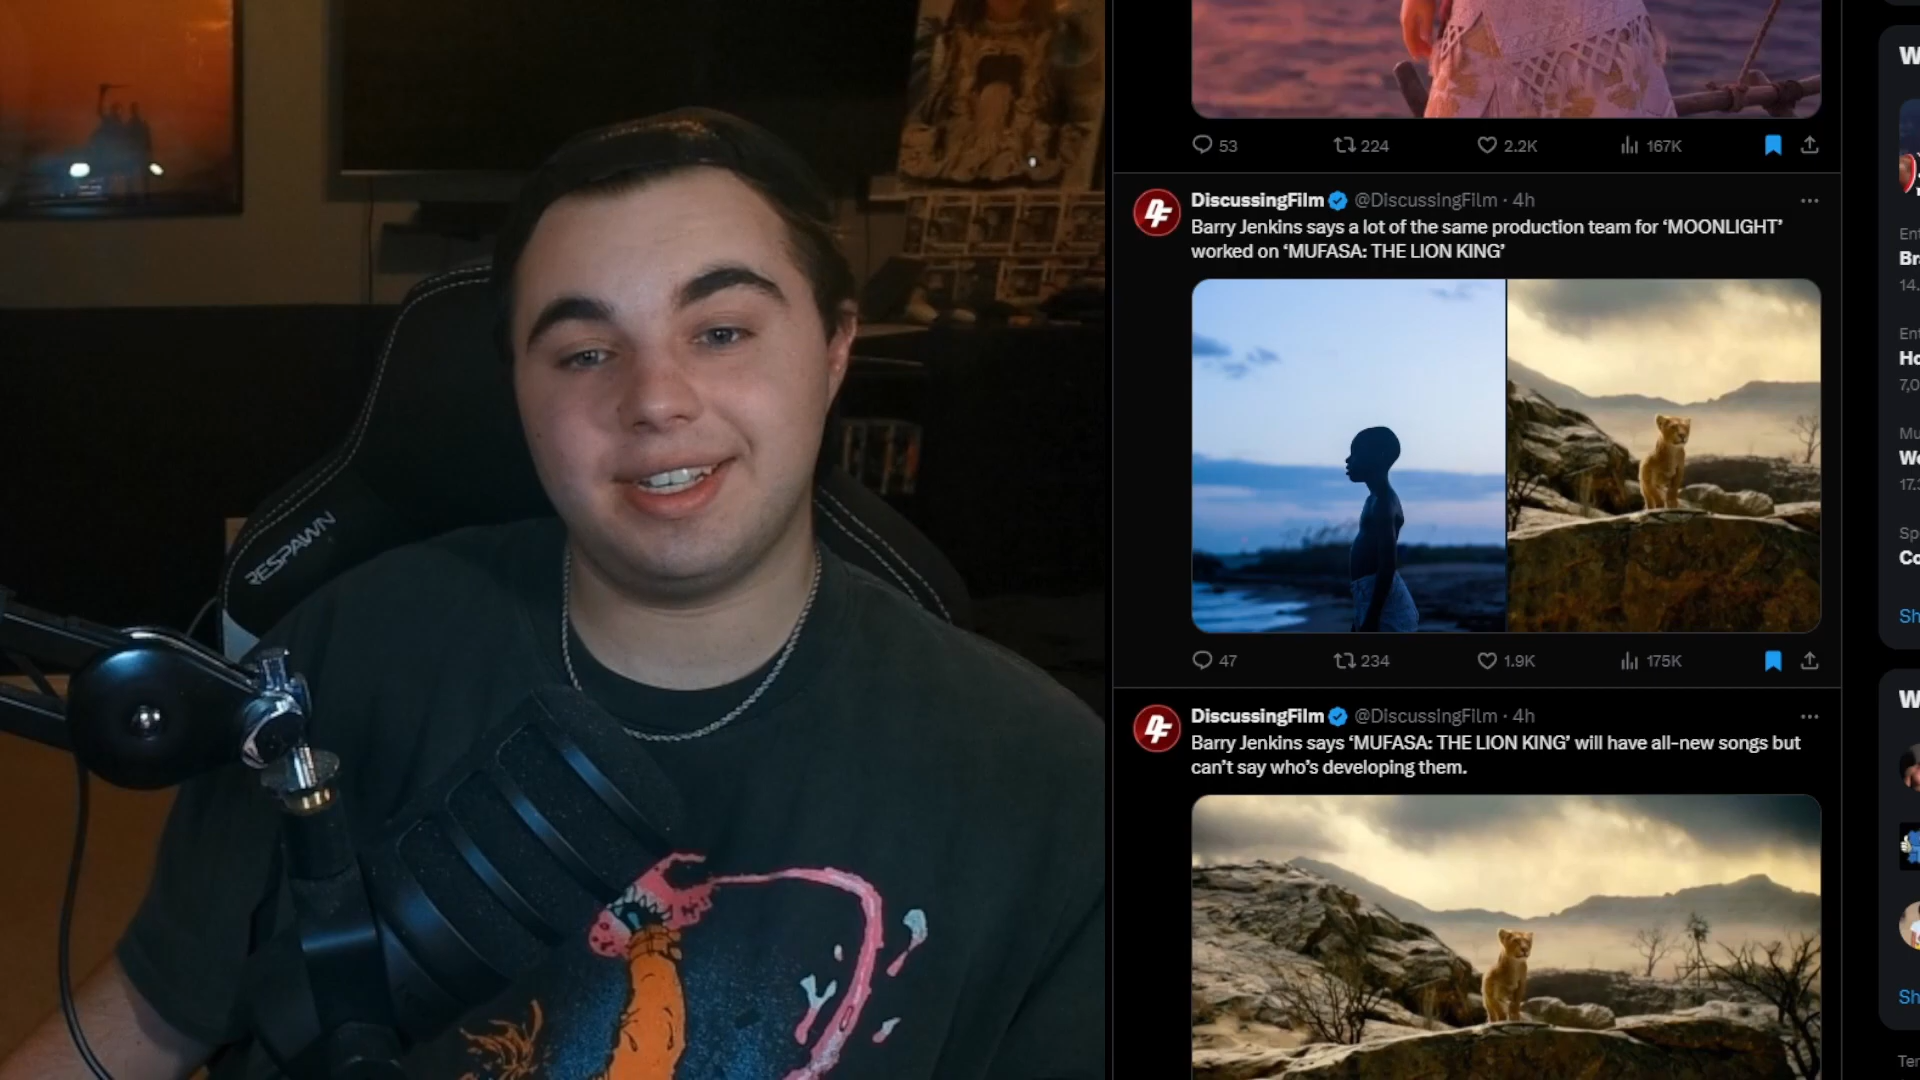 RESPAWN
53 224 2.2K 167K
DiscussingFilm @DiscussingFilm · 4h
Barry Jenkins says a lot of the same production team for ‘MOONLIGHT’
worked on ‘MUFASA: THE LION KING’
47 234 1.9K 175K
DiscussingFilm @DiscussingFilm · 4h
Barry Jenkins says ‘MUFASA: THE LION KING’ will have all-new songs but
can’t say who’s developing them.